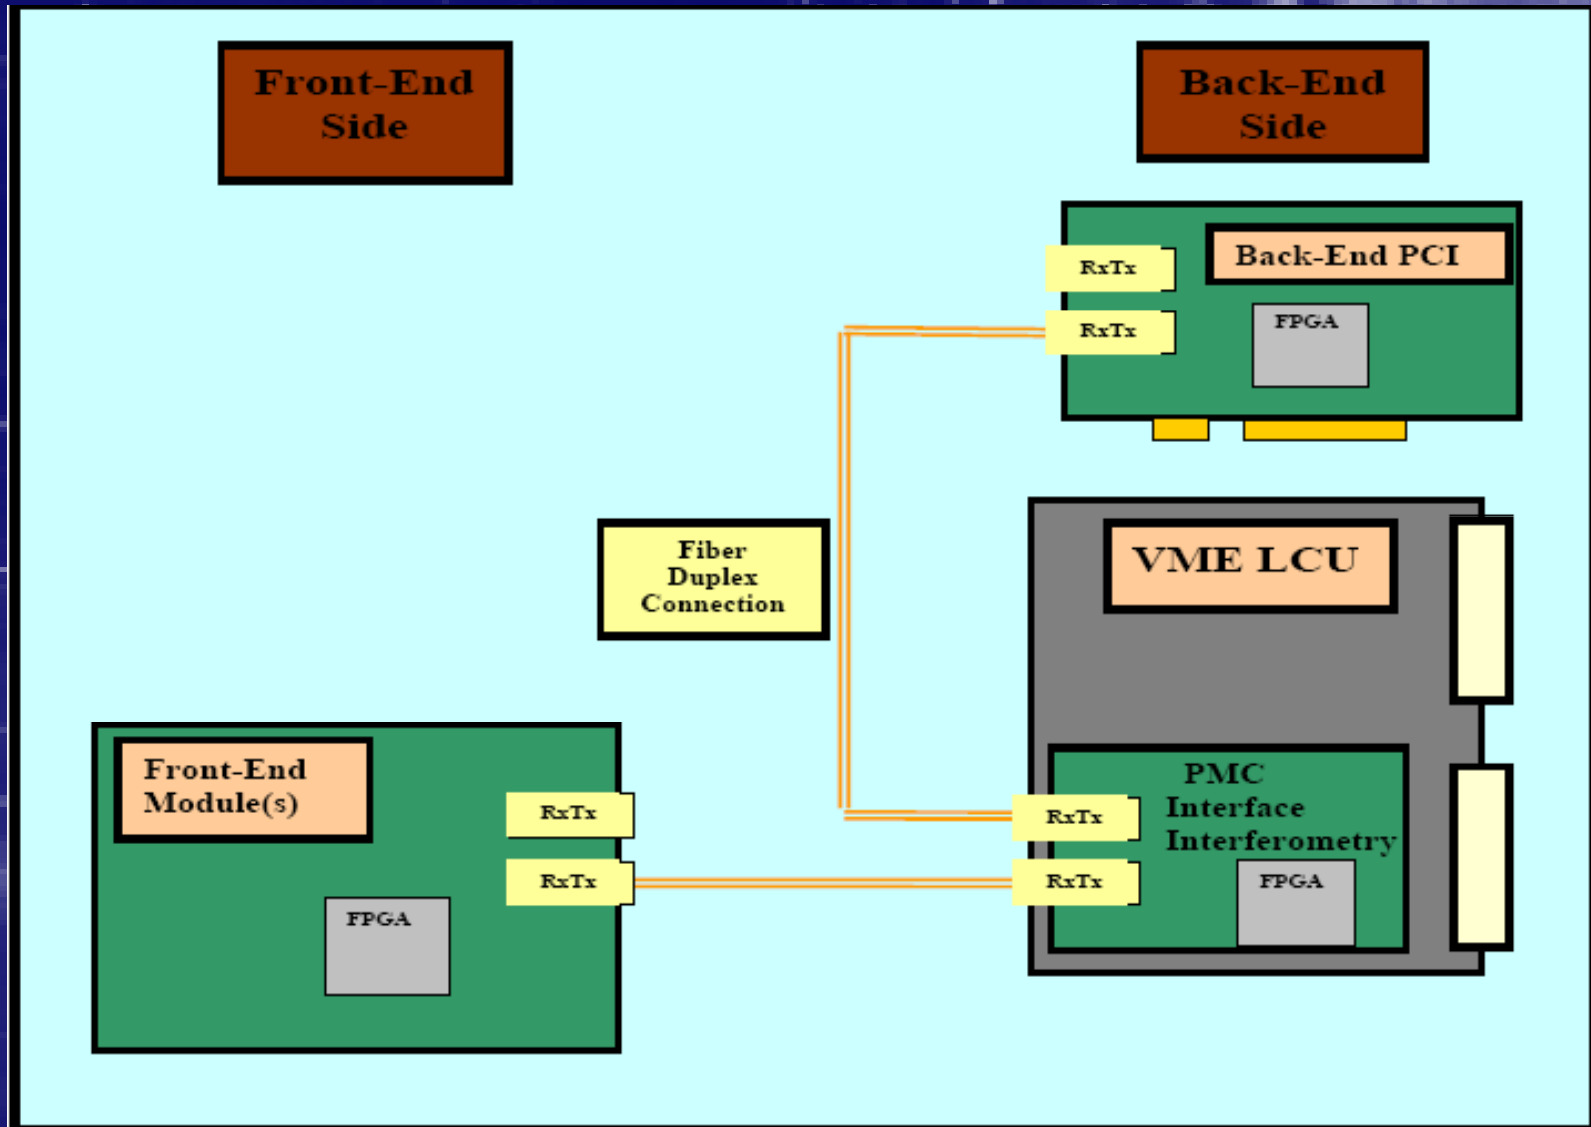 Front-End
Side
Back-End
Side
Back-End PCI
RxTx
RxTx
FPGA
Fiber
Duplex
Connection
VME LCU
Front-End
Module(s)
RxTx
RxTx
FPGA
PMC
Interface
Interferometry
RxTx
RxTx
FPGA